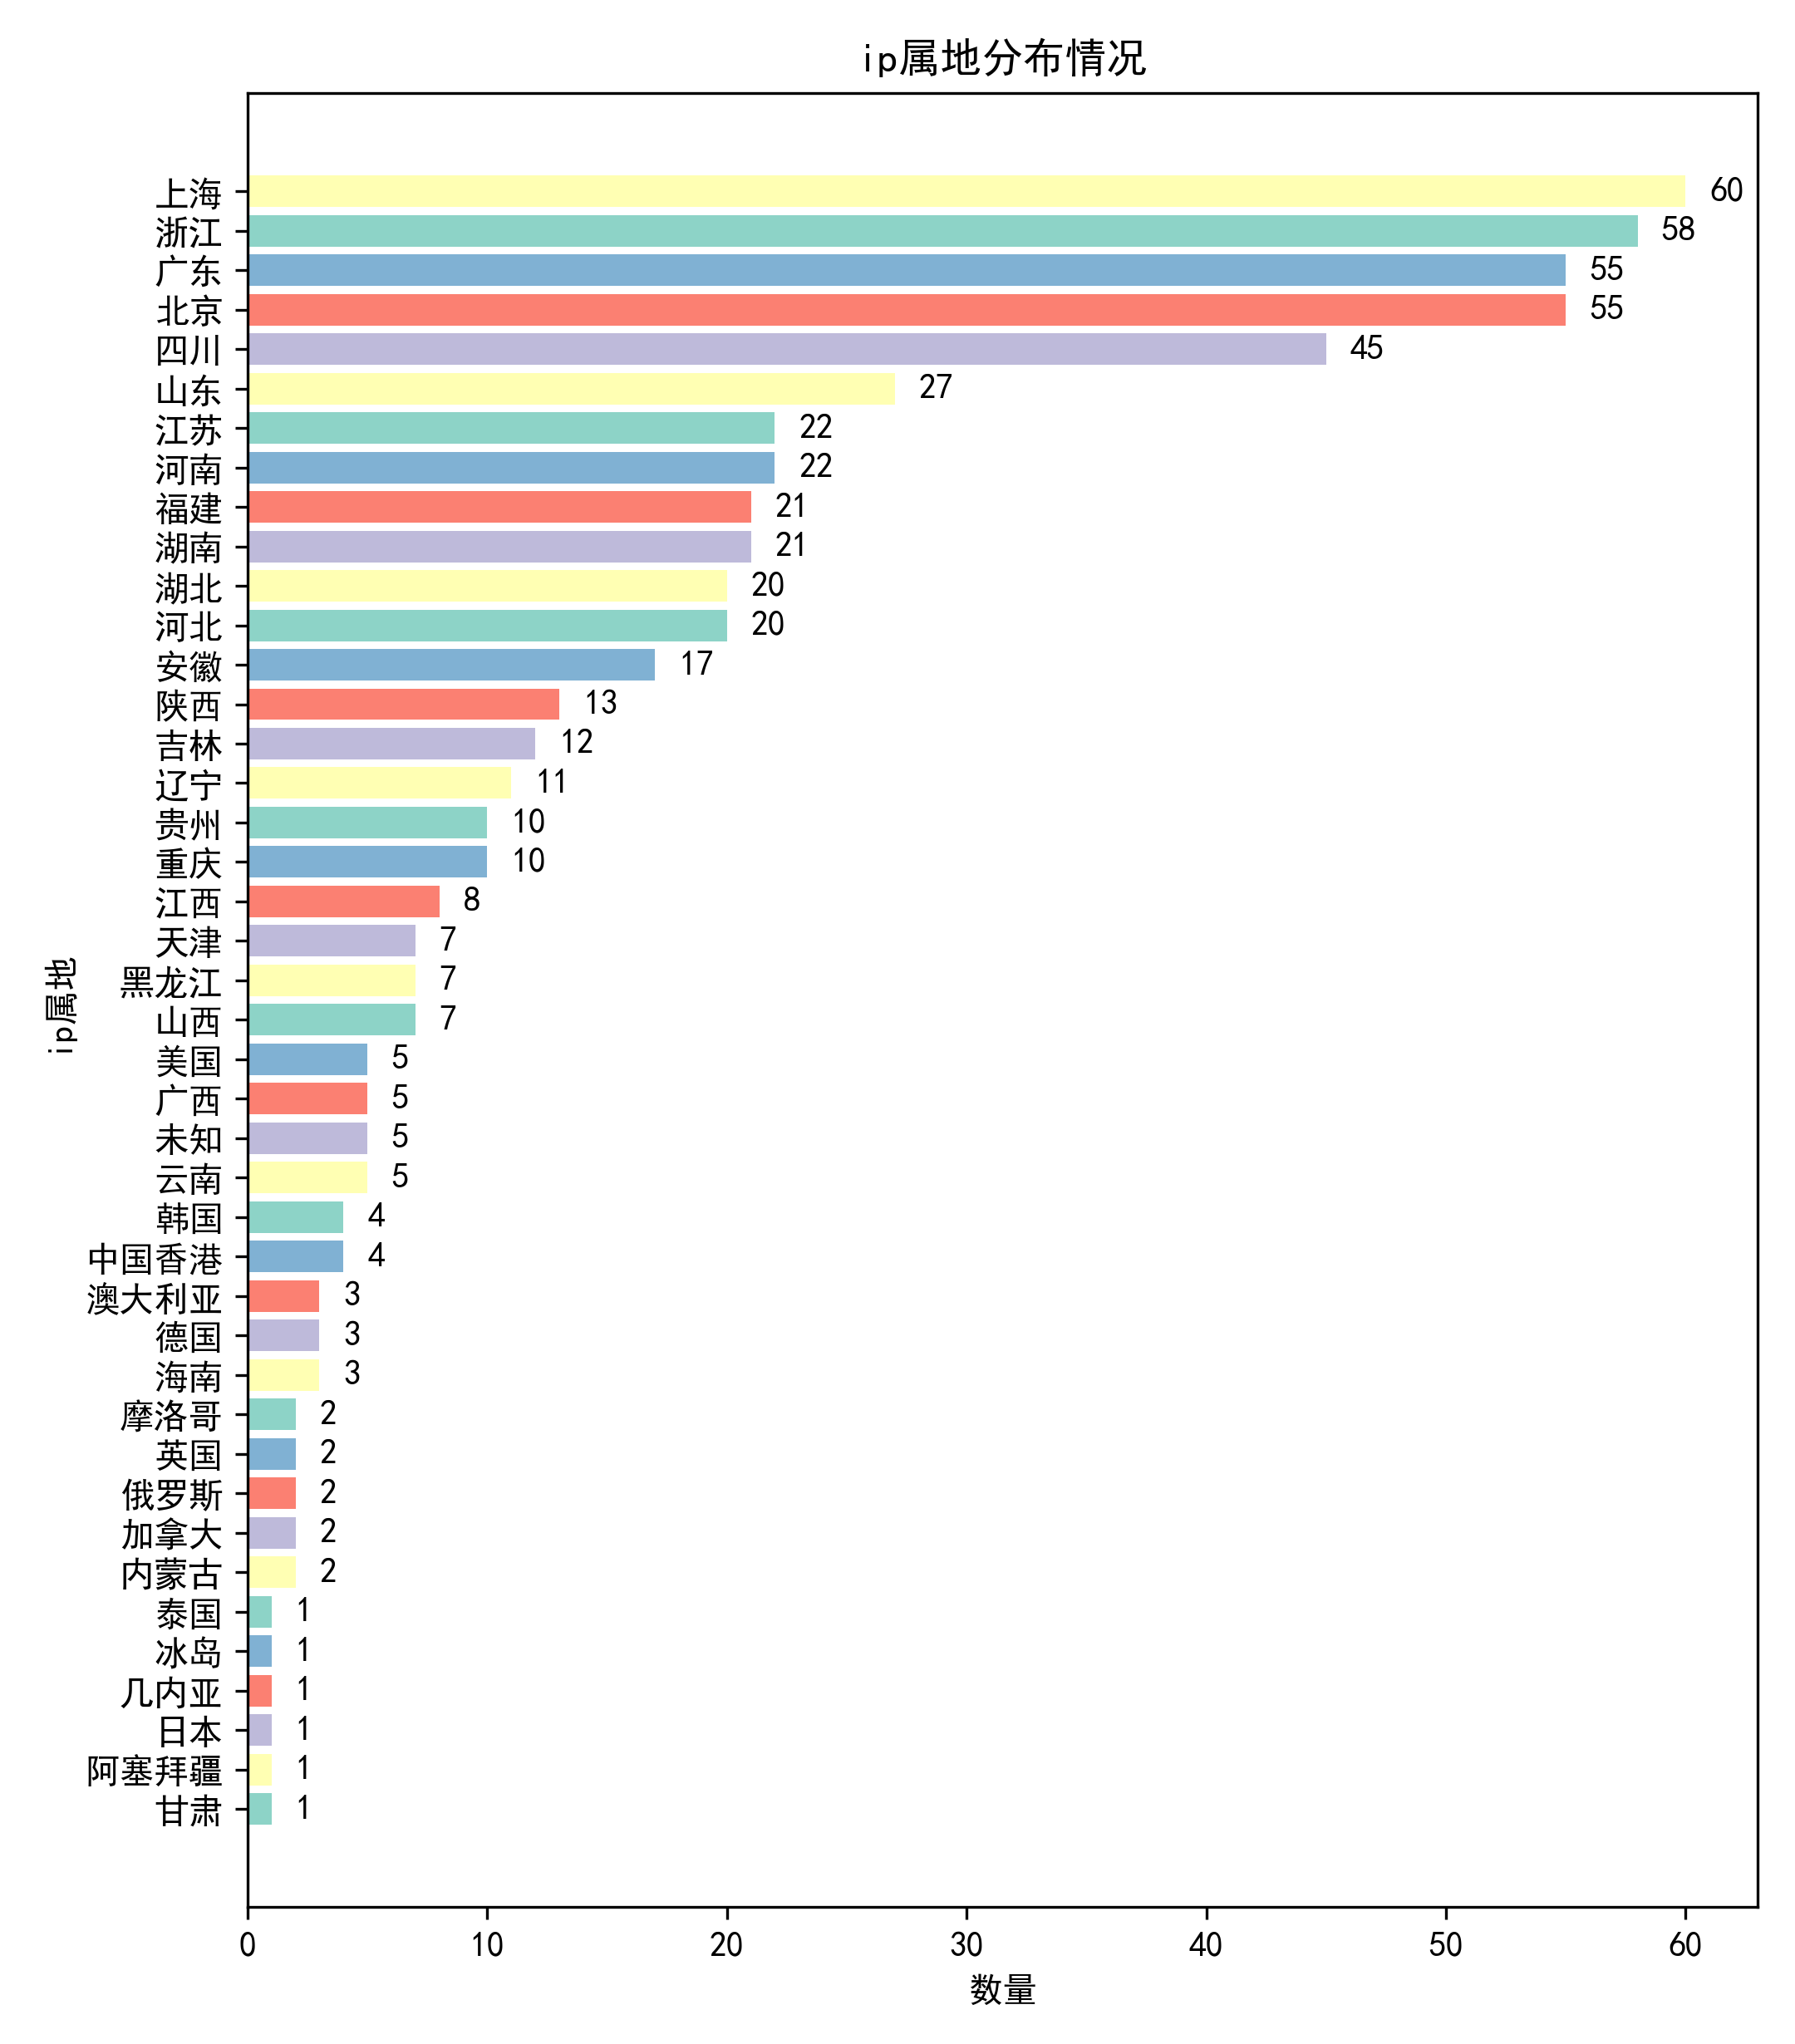 ip属地分布情况
上海 60
浙江 58
广东 55
北京 55
四川 45
山东 27
江苏 22
河南 22
福建 21
湖南 21
湖北 20
河北 20
安徽 17
陕西 13
吉林 12
辽宁 11
贵州 10
重庆 10
江西 8
天津 7
黑龙江 7
山西 7
美国 5
广西 5
未知 5
云南 5
韩国 4
中国香港 4
澳大利亚 3
德国 3
海南 3
摩洛哥 2
英国 2
俄罗斯 2
加拿大 2
内蒙古 2
泰国 1
冰岛 1
几内亚 1
日本 1
阿塞拜疆 1
甘肃 1
ip属地
0 10 20 30 40 50 60
数量